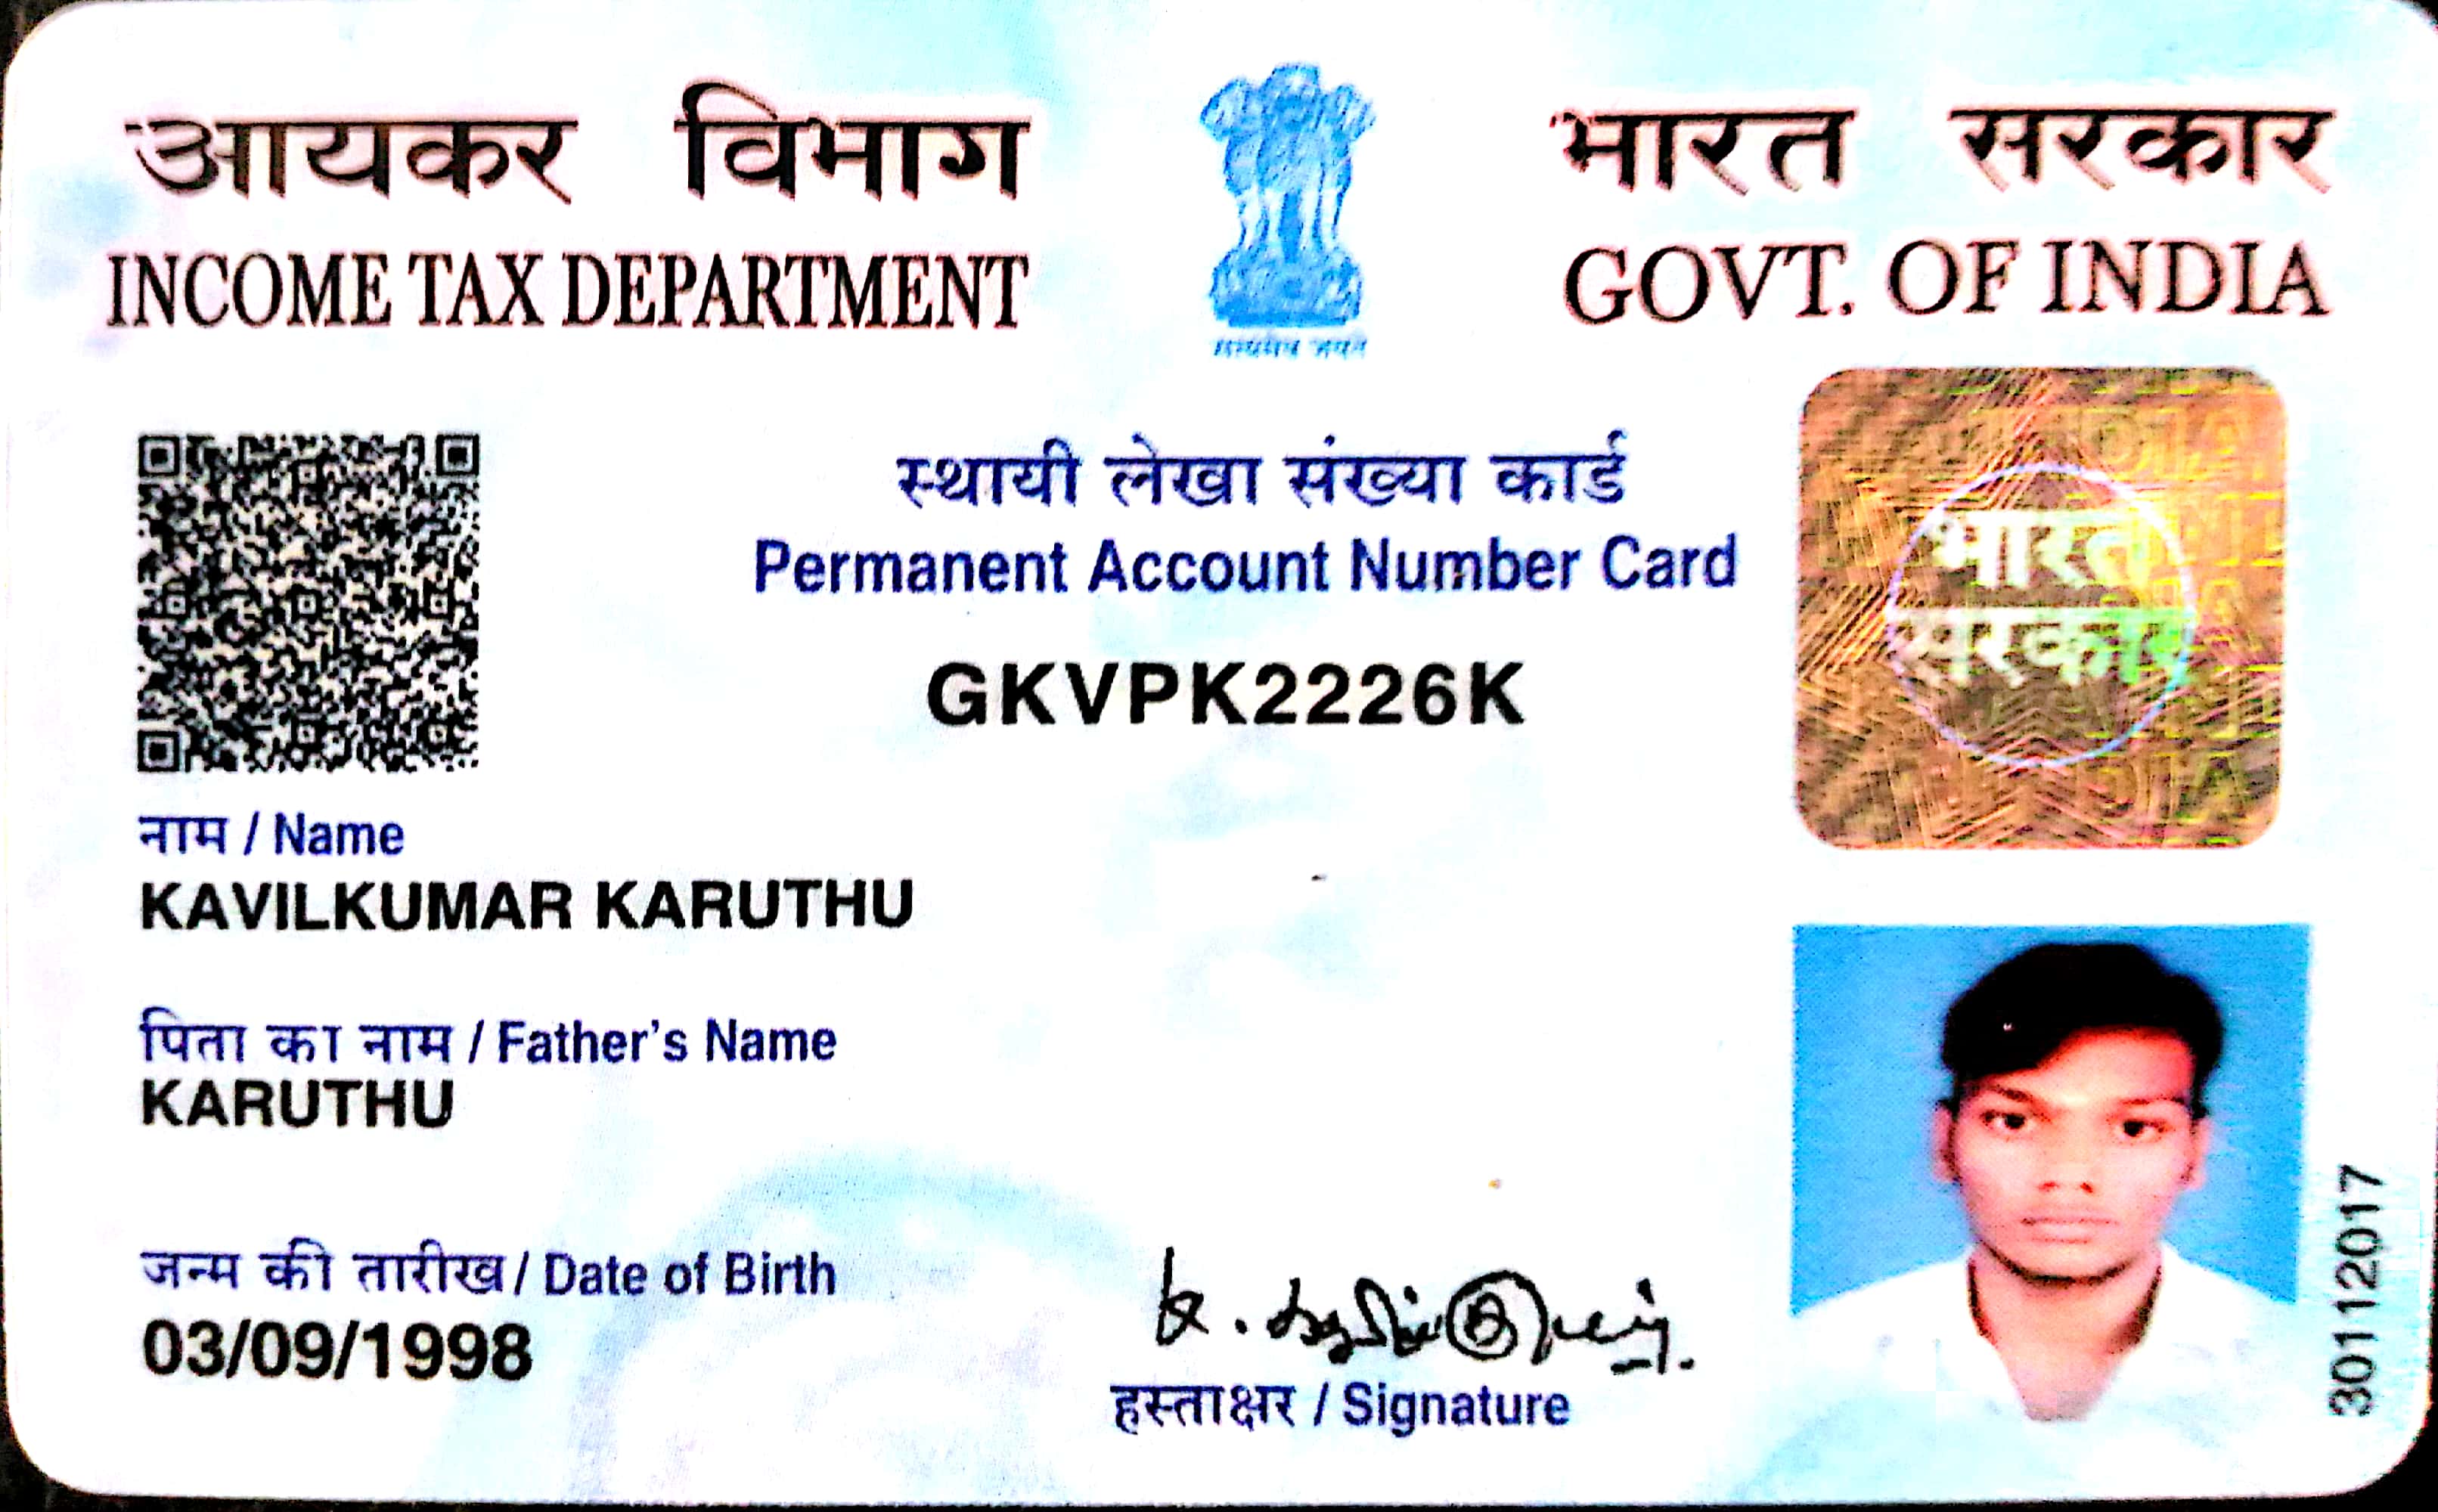 आयकर विभाग
INCOME TAX DEPARTMENT
सत्यमेव जयते
भारत सरकार
GOVT. OF INDIA
स्थायी लेखा संख्या कार्ड
Permanent Account Number Card
GKVPK2226K
भारत
सरकार
नाम / Name
KAVILKUMAR KARUTHU
पिता का नाम / Father's Name
KARUTHU
जन्म की तारीख / Date of Birth
03/09/1998
हस्ताक्षर / Signature
30112017